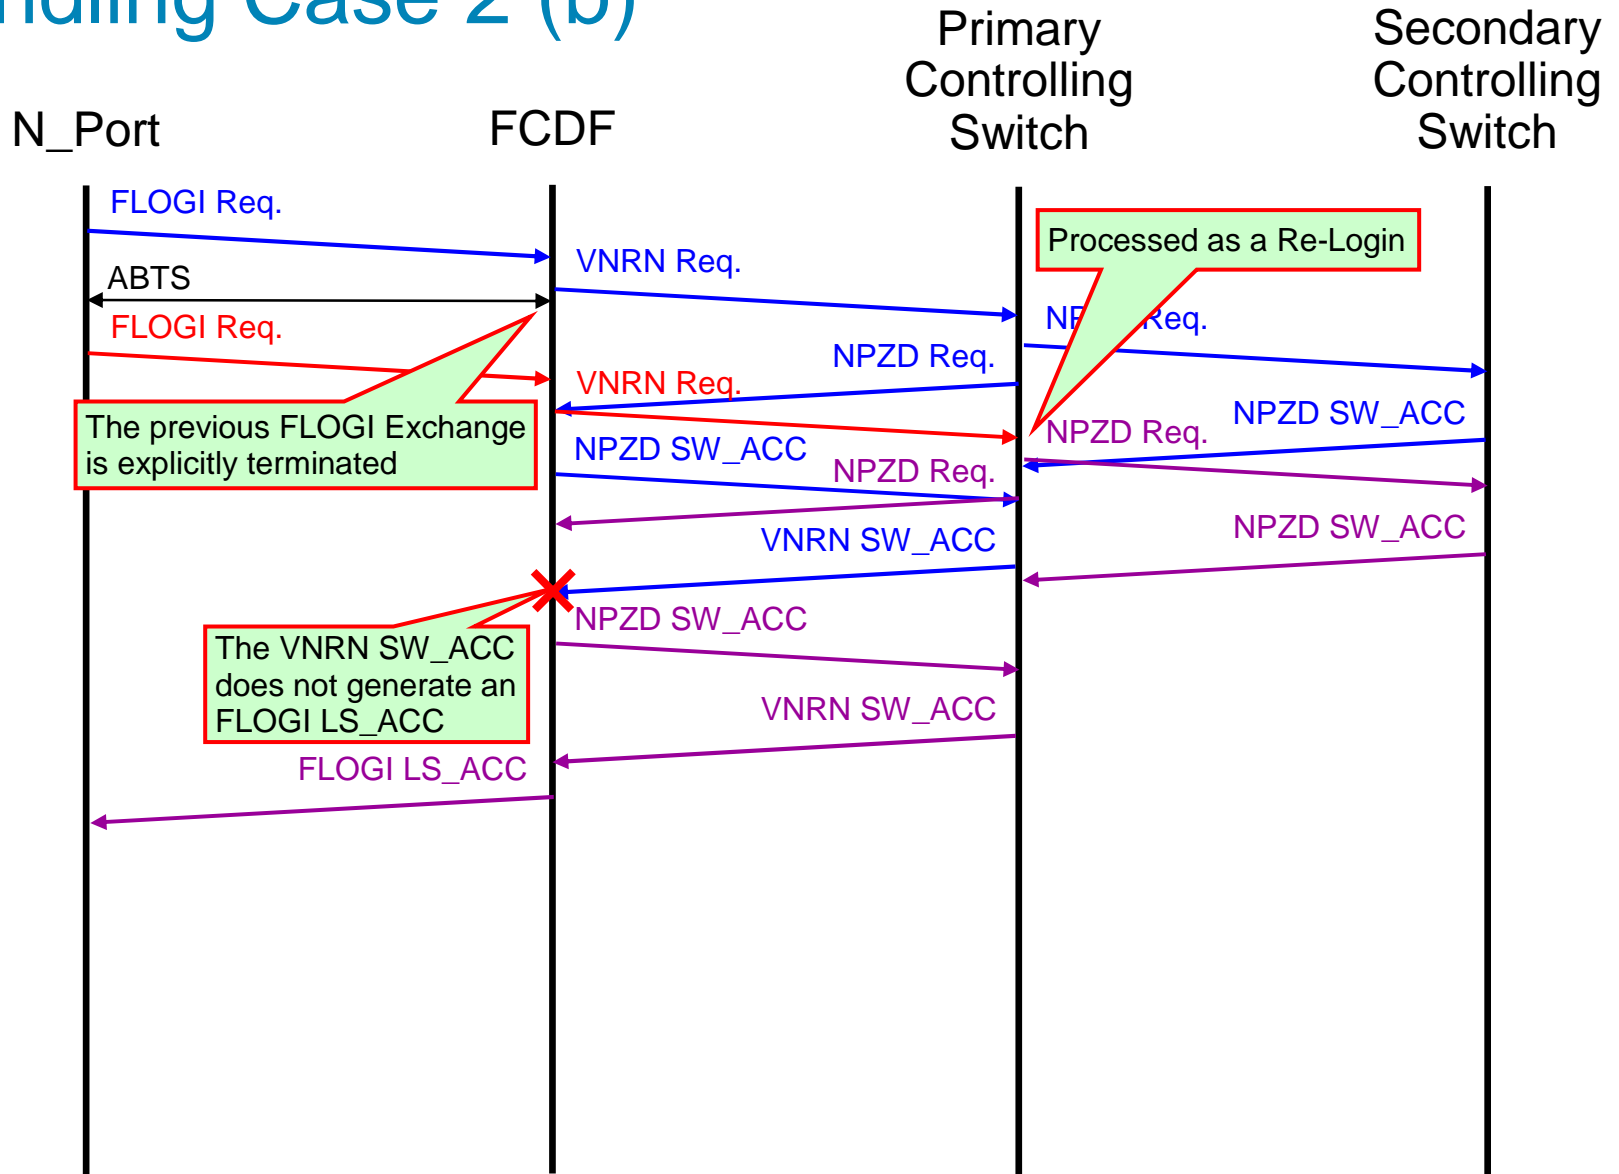 ndling Case 2 (b)
Primary
Controlling
Switch
Secondary
Controlling
Switch
N_Port
FCDF
FLOGI Req.
VNRN Req.
Processed as a Re-Login
ABTS
FLOGI Req.
Req.
NPZD Req.
VNRN Req.
The previous FLOGI Exchange
is explicitly terminated
NPZD SW_ACC
NPZD Req.
NPZD SW_ACC
NPZD Req.
VNRN SW_ACC
NPZD SW_ACC
NPZD SW_ACC
The VNRN SW_ACC
does not generate an
FLOGI LS_ACC
VNRN SW_ACC
FLOGI LS_ACC